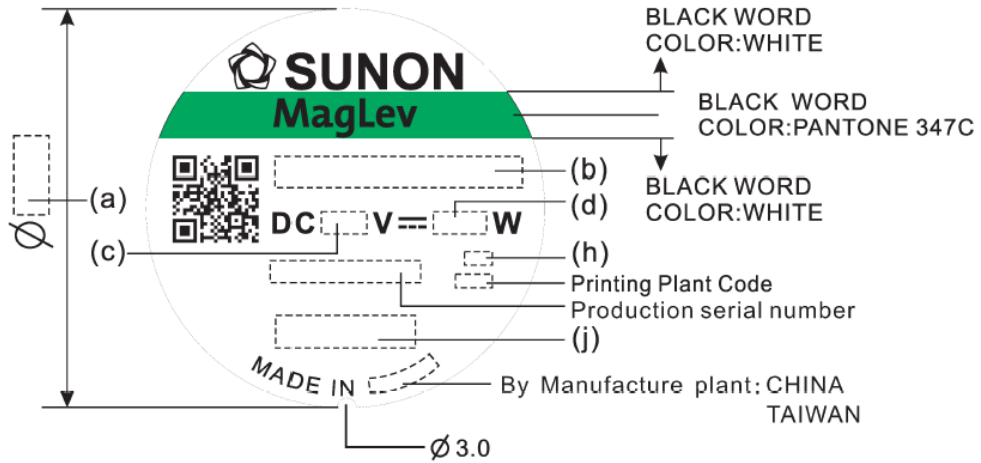 BLACK WORD
COLOR:WHITE
SUNON
MagLev
BLACK WORD
COLOR:PANTONE 347C
BLACK WORD
COLOR:WHITE
(a)
(b)
DC V W
(d)
(c)
(h)
Printing Plant Code
Production serial number
(j)
MADE IN
By Manufacture plant: CHINA
TAIWAN
Ø
Ø 3.0